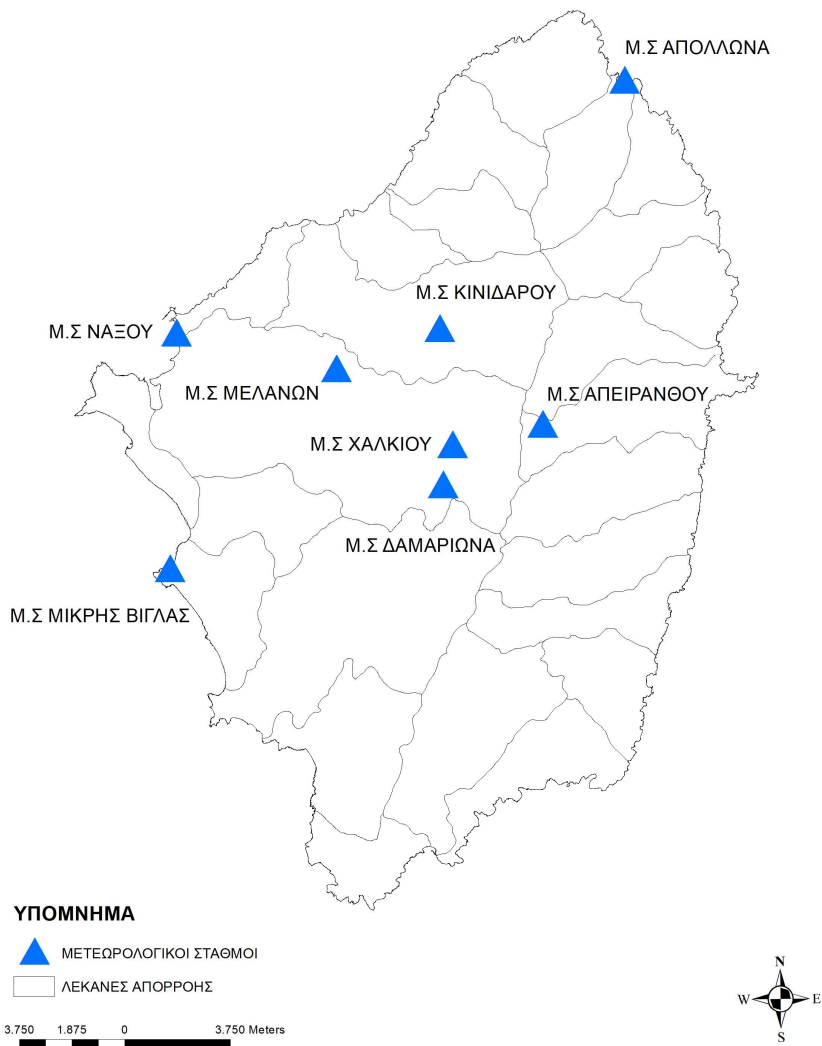 Μ.Σ ΑΠΟΛΛΩΝΑ
Μ.Σ ΚΙΝΙΔΑΡΟΥ
Μ.Σ ΝΑΞΟΥ
Μ.Σ ΜΕΛΑΝΩΝ
Μ.Σ ΑΠΕΙΡΑΝΘΟΥ
Μ.Σ ΧΑΛΚΙΟΥ
Μ.Σ ΔΑΜΑΡΙΩΝΑ
Μ.Σ ΜΙΚΡΗΣ ΒΙΓΛΑΣ
ΥΠΟΜΝΗΜΑ
ΜΕΤΕΩΡΟΛΟΓΙΚΟΙ ΣΤΑΘΜΟΙ
ΛΕΚΑΝΕΣ ΑΠΟΡΡΟΗΣ
N
W E
S
3.750 1.875 0 3.750 Meters